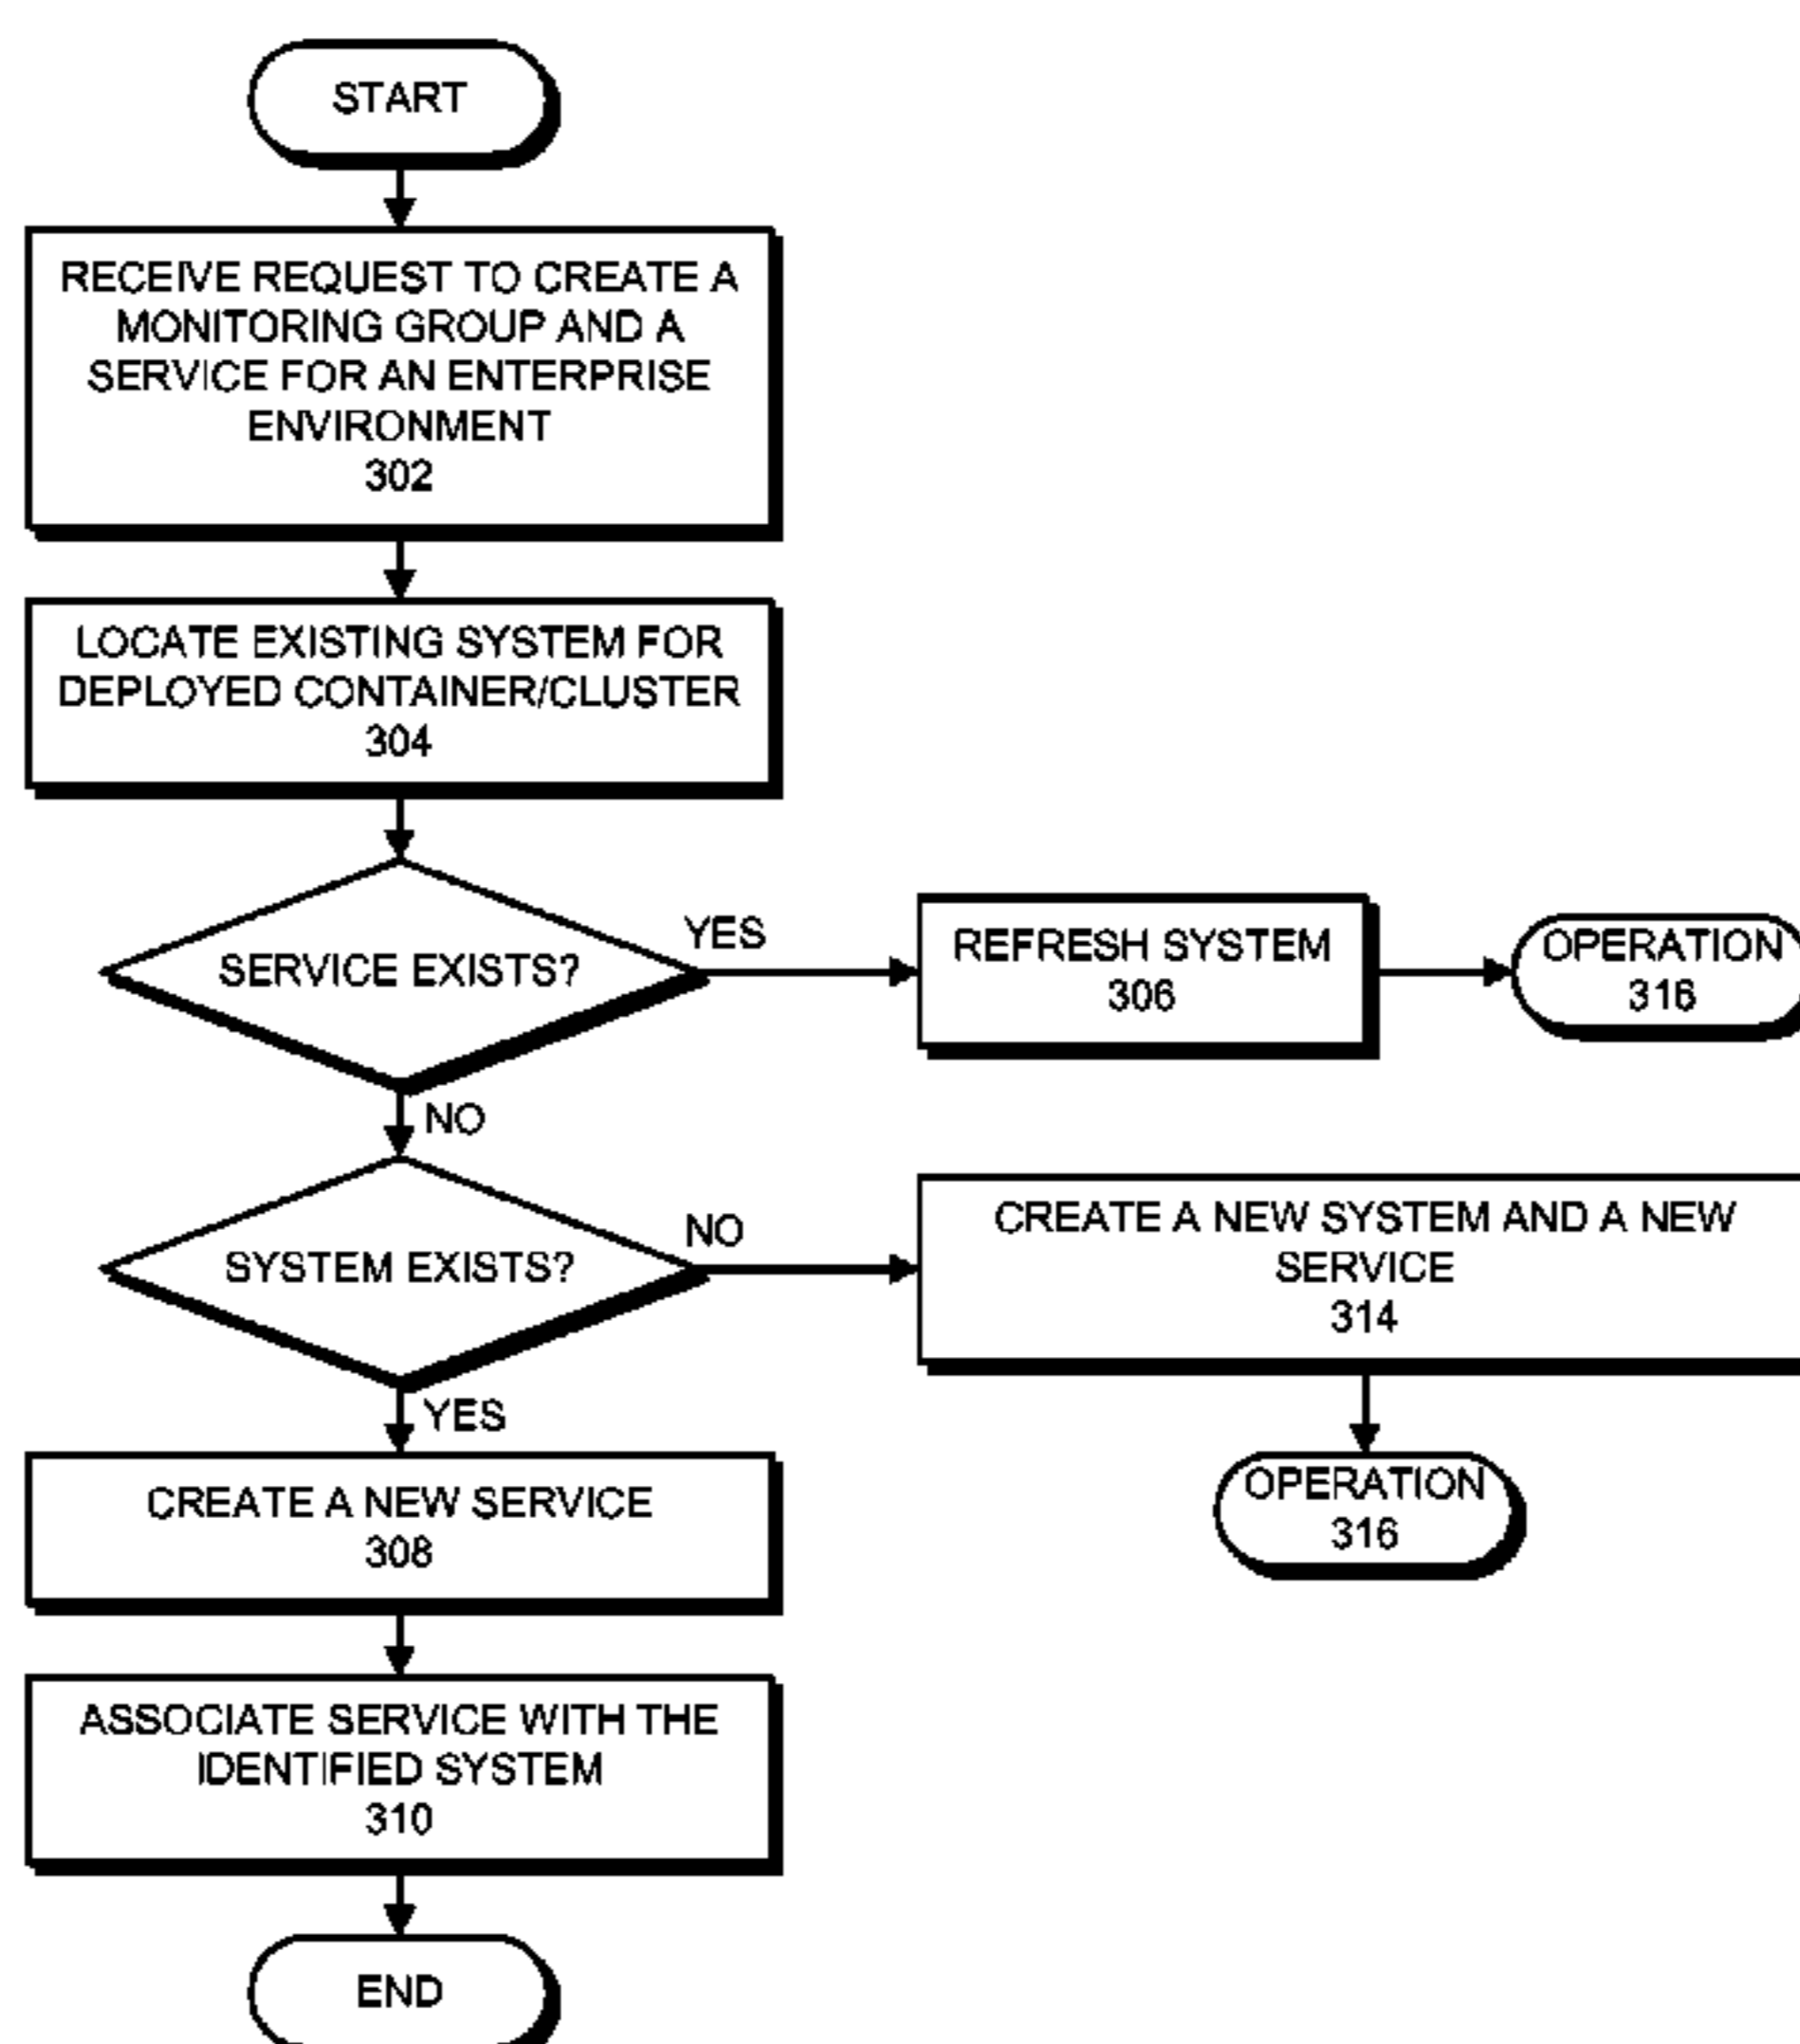 START
RECEIVE REQUEST TO CREATE A
MONITORING GROUP AND A
SERVICE FOR AN ENTERPRISE
ENVIRONMENT
302
LOCATE EXISTING SYSTEM FOR
DEPLOYED CONTAINER/CLUSTER
304
SERVICE EXISTS?
YES
REFRESH SYSTEM
306
OPERATION
316
NO
SYSTEM EXISTS?
NO
CREATE A NEW SYSTEM AND A NEW
SERVICE
314
YES
OPERATION
316
CREATE A NEW SERVICE
308
ASSOCIATE SERVICE WITH THE
IDENTIFIED SYSTEM
310
END